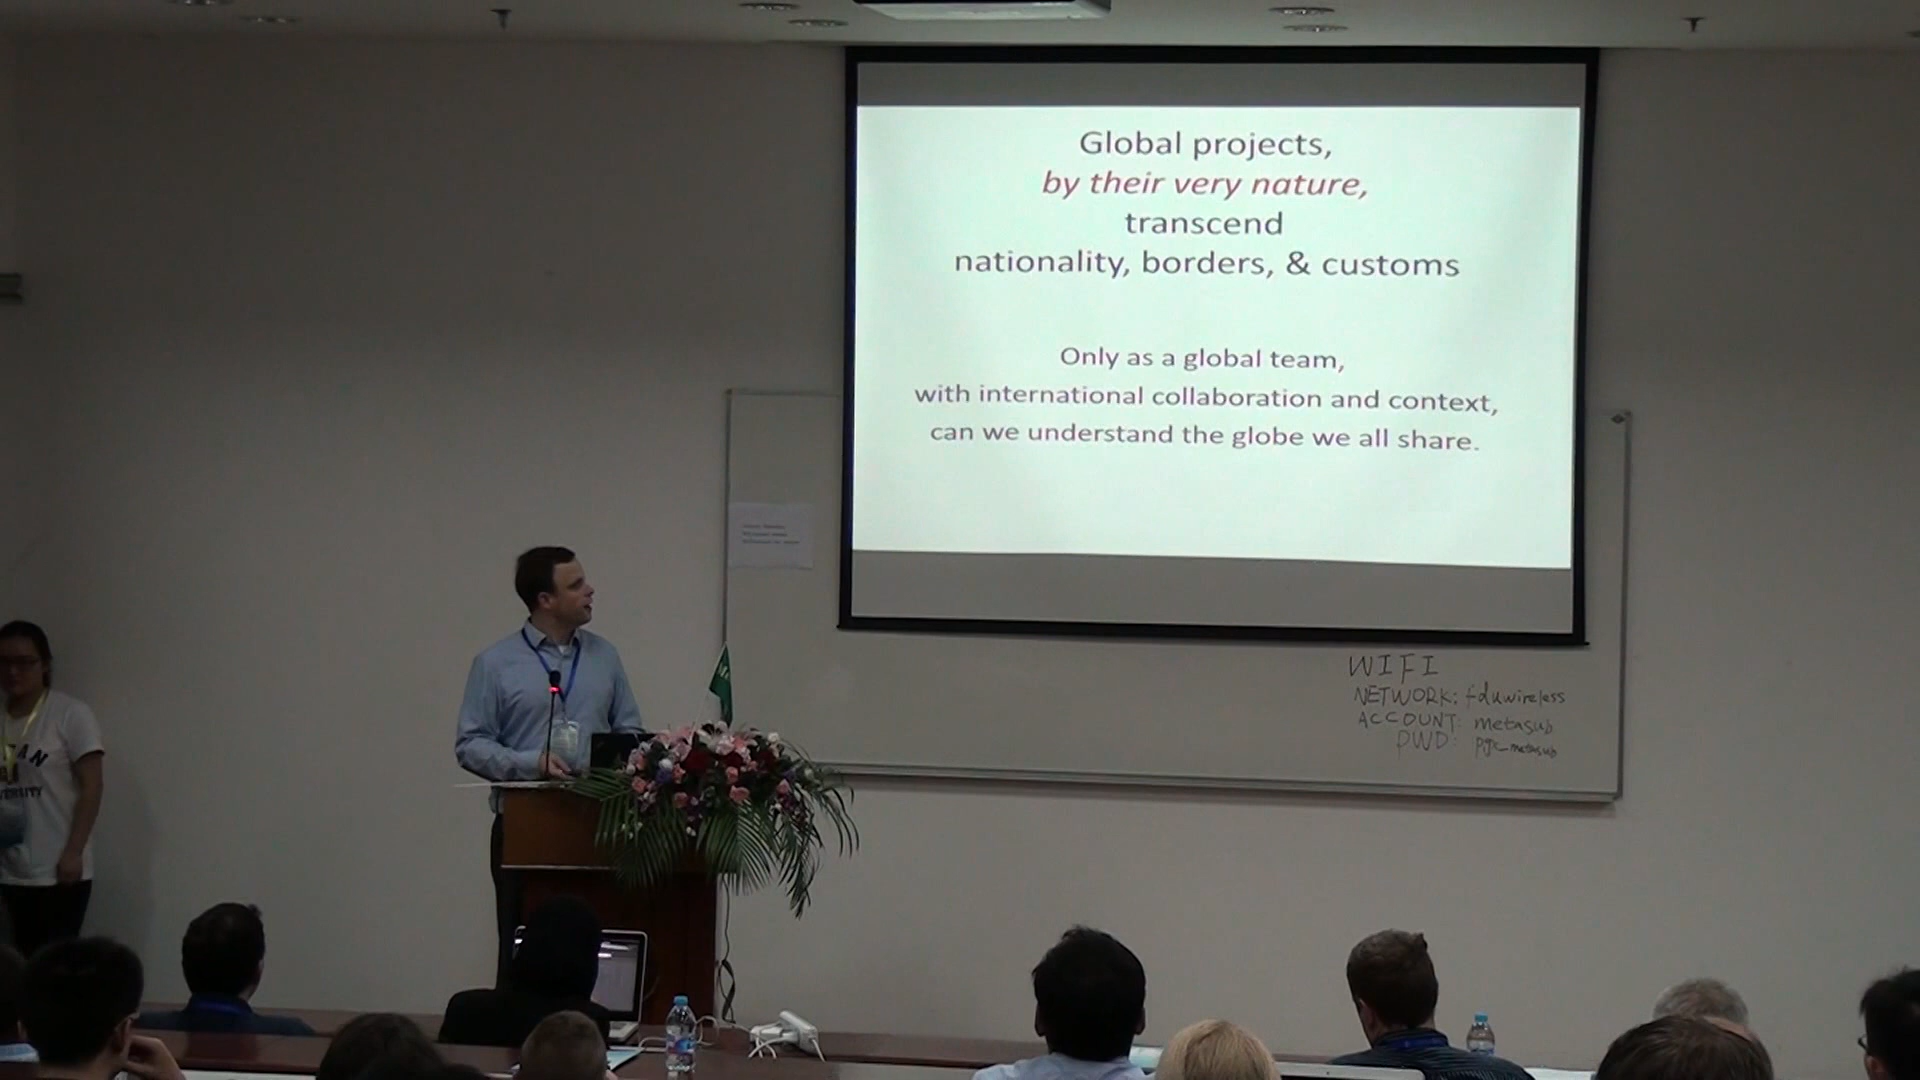 Global projects,
by their very nature,
transcend
nationality, borders, & customs
Only as a global team,
with international collaboration and context,
can we understand the globe we all share.
WIFI
NETWORK: fduwireless
ACCOUNT: metasub
PWD: pgx_metasub